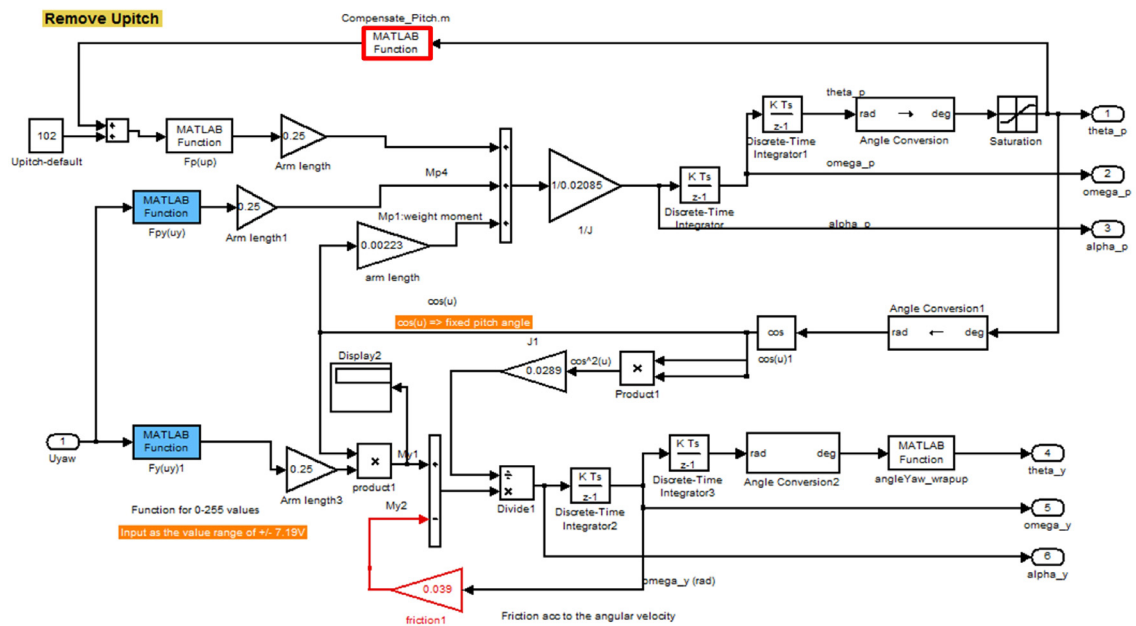 Remove Upitch
Compensate_Pitch.m
MATLAB
Function
102
Upitch-default
MATLAB
Function
Fp(up)
0.25
Arm length
K Ts
z-1
Discrete-Time
Integrator1
theta_p
rad → deg
Angle Conversion
Saturation
1
theta_p
omega_p
2
omega_p
MATLAB
Function
Fpy(uy)
0.25
Arm length1
Mp4
Mp1:weight moment
0.00223
arm length
1/0.02085
1/J
K Ts
z-1
Discrete-Time
Integrator
alpha_p
3
alpha_p
cos(u)
cos(u) => fixed pitch angle
Angle Conversion1
rad ← deg
cos
cos(u)1
J1
0.0289
cos^2(u)
×
Product1
Display2
1
Uyaw
MATLAB
Function
Fy(uy)1
0.25
Arm length3
×
product1
My1
My2
÷
×
Divide1
K Ts
z-1
Discrete-Time
Integrator2
K Ts
z-1
Discrete-Time
Integrator3
rad deg
Angle Conversion2
MATLAB
Function
angleYaw_wrapup
4
theta_y
5
omega_y
6
alpha_y
Function for 0-255 values
Input as the value range of +/- 7.19V
0.039
friction1
omega_y (rad)
Friction acc to the angular velocity